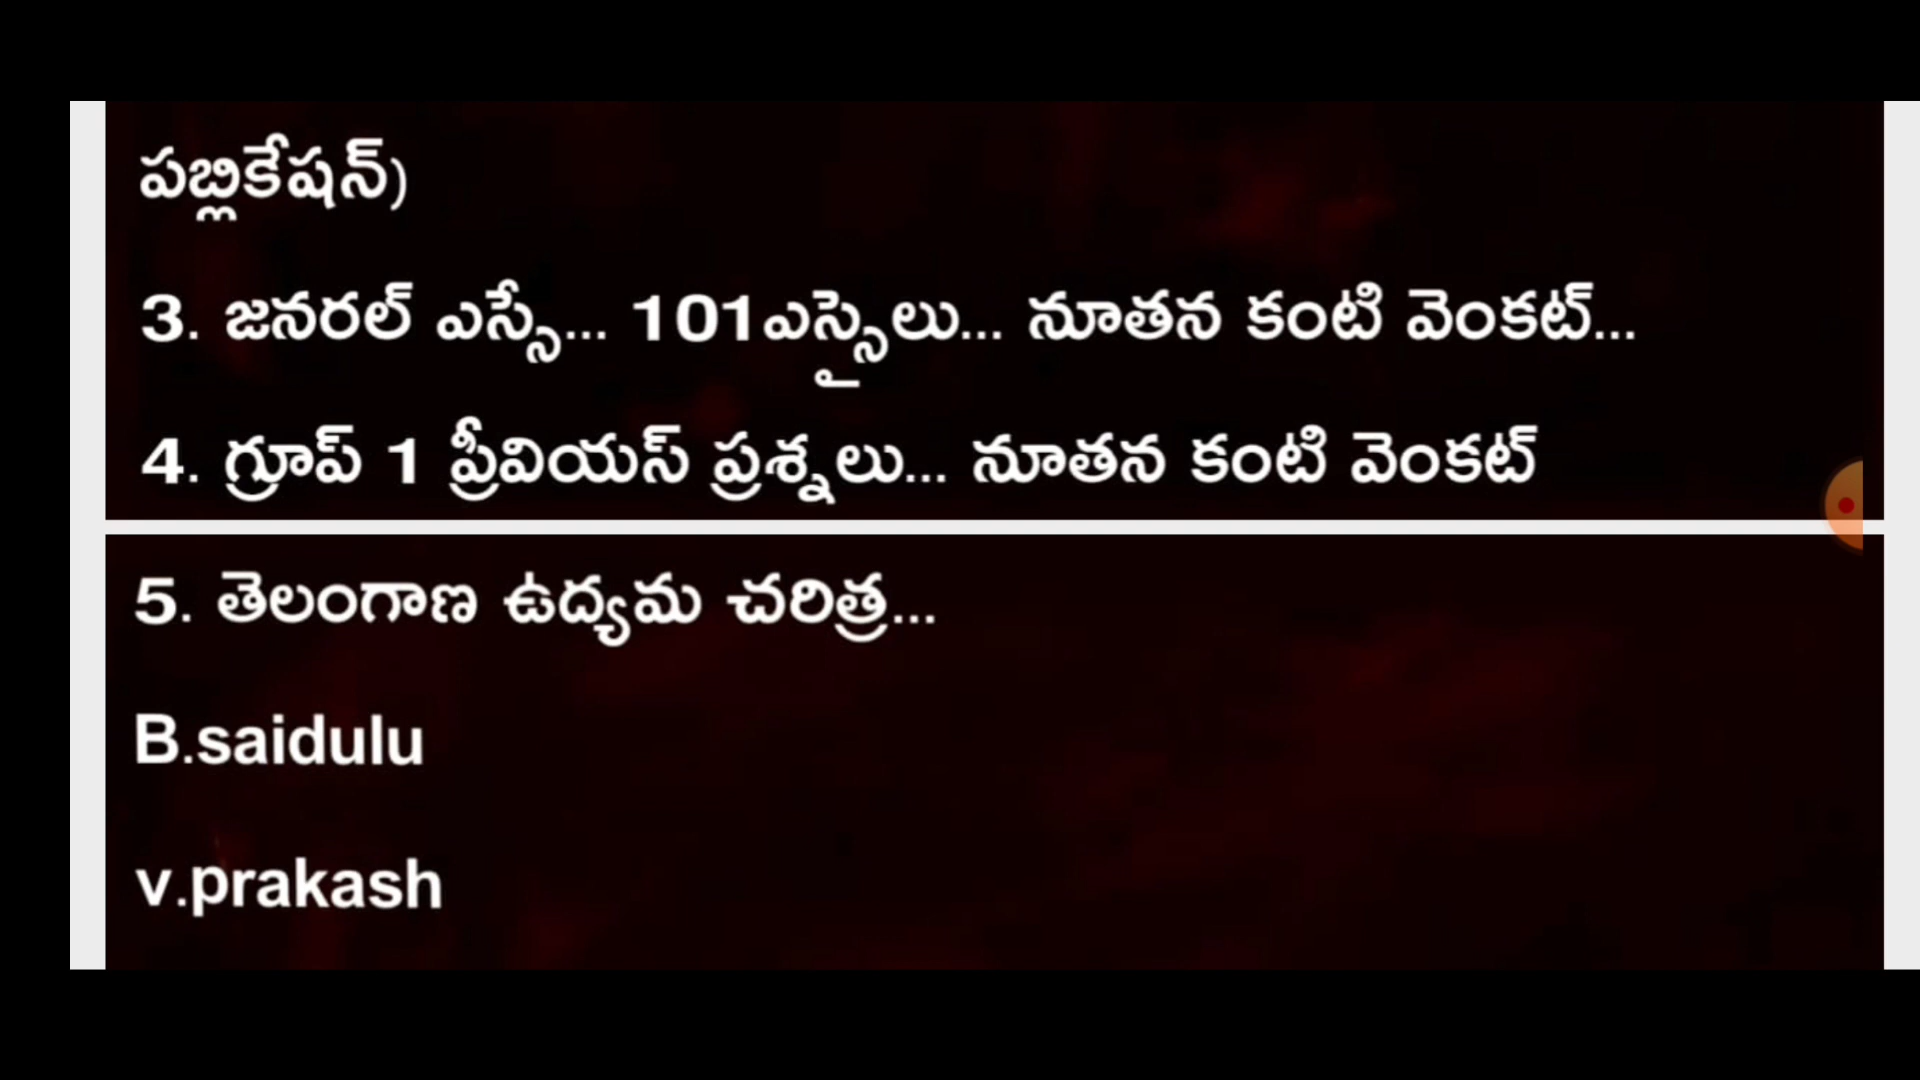 పబ్లికేషన్)
3. జనరల్ ఎస్సే... 101ఎస్సైలు... నూతన కంటి వెంకట్...
4. గ్రూప్ 1 ప్రీవియస్ ప్రశ్నలు... నూతన కంటి వెంకట్
5. తెలంగాణ ఉద్యమ చరిత్ర...
B.saidulu
v.prakash